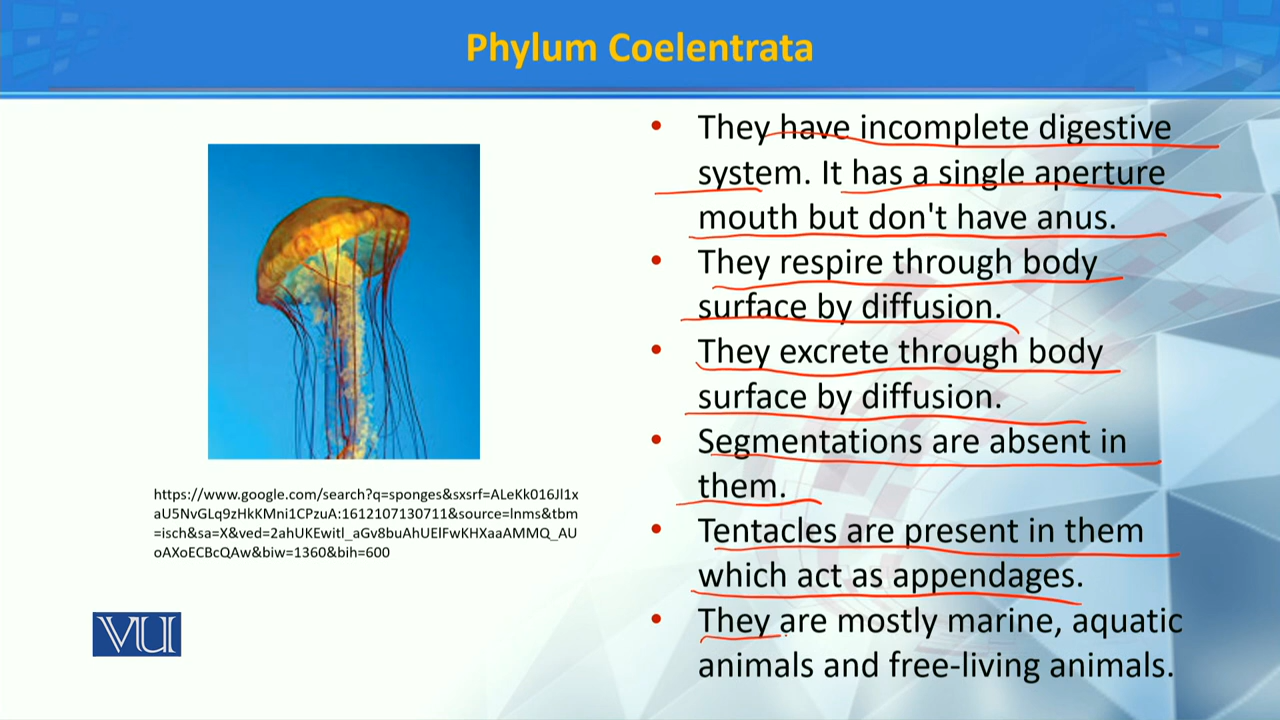 Phylum Coelentrata
• They have incomplete digestive
system. It has a single aperture
mouth but don't have anus.
• They respire through body
surface by diffusion.
• They excrete through body
surface by diffusion.
• Segmentations are absent in
them.
• Tentacles are present in them
which act as appendages.
• They are mostly marine, aquatic
animals and free-living animals.
https://www.google.com/search?q=sponges&sxsrf=ALeKk016Jl1x
aU5NvGLq9zHkKMni1CPzuA:1612107130711&source=lnms&tbm
=isch&sa=X&ved=2ahUKEwitl_aGv8buAhUElFwKHXaaAMMQ_AU
oAXoECBcQAw&biw=1360&bih=600
VU